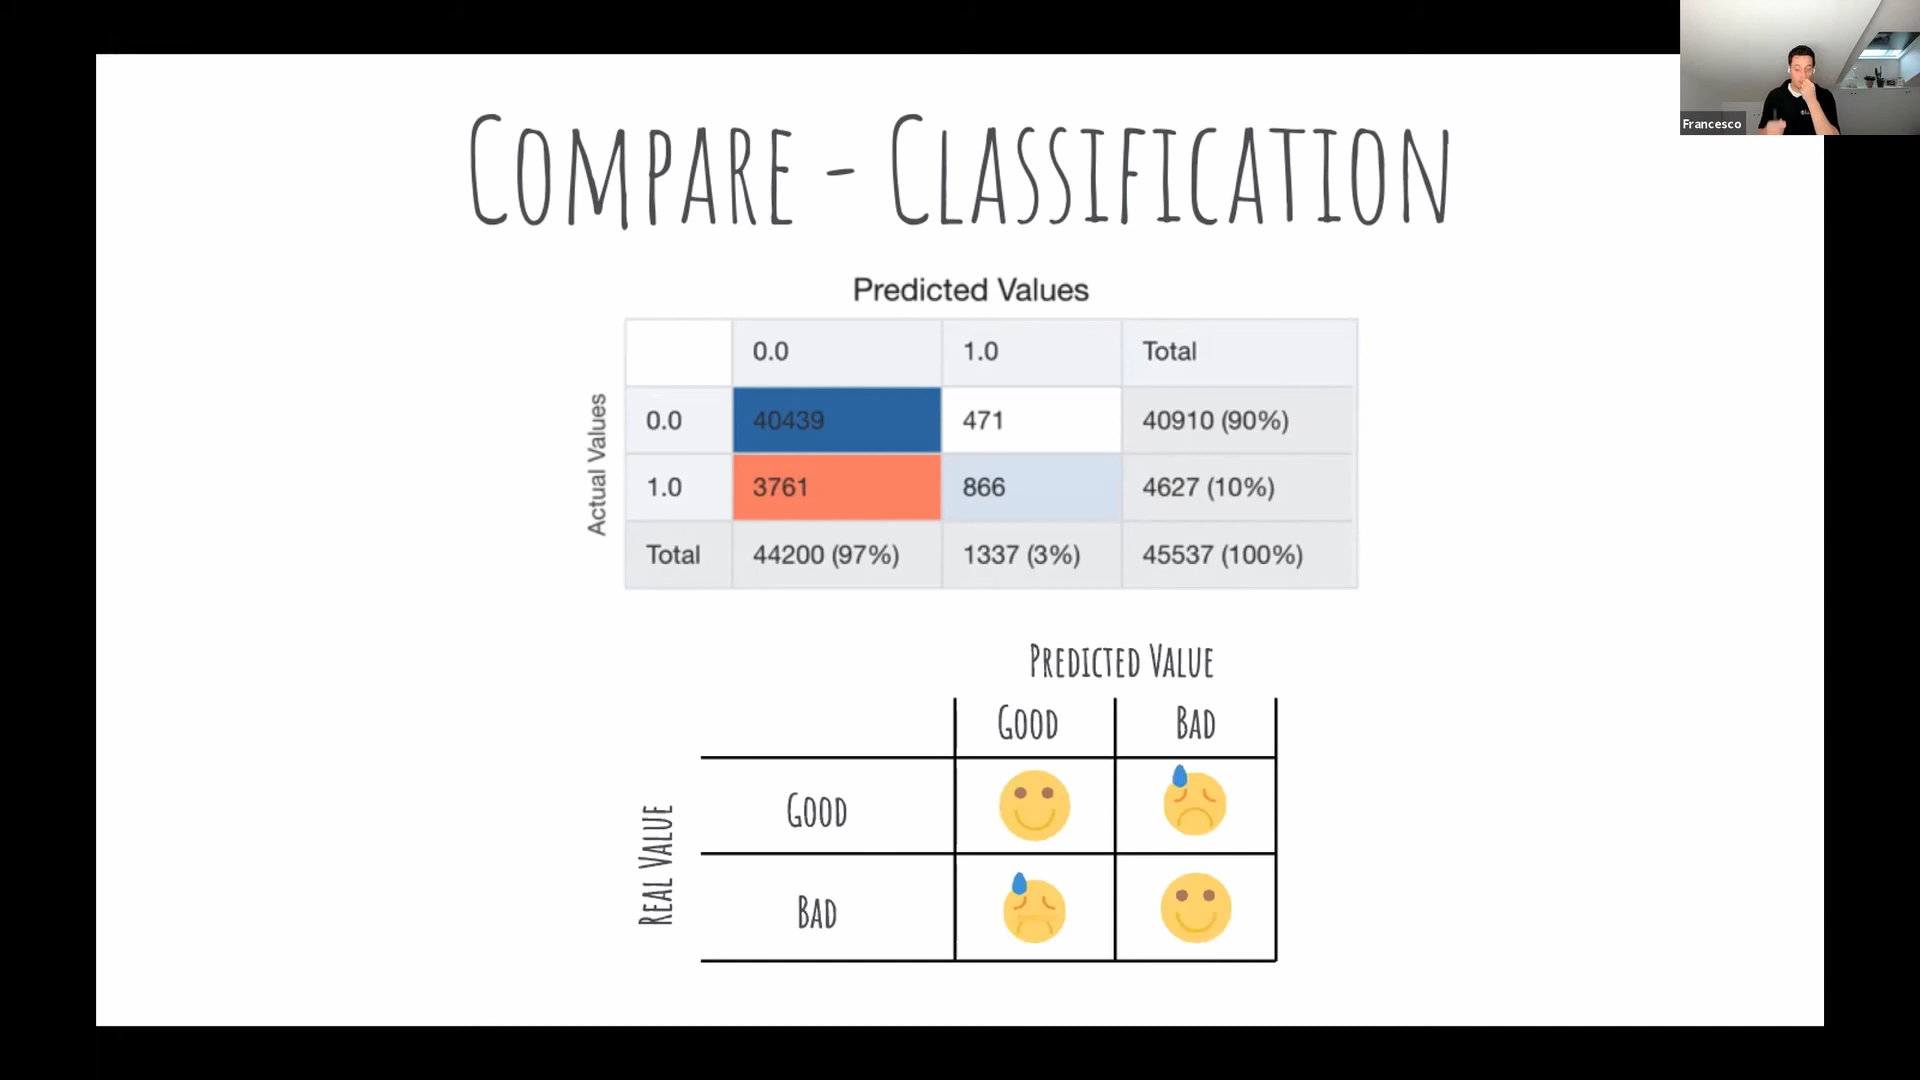 Francesco
COMPARE - CLASSIFICATION
Predicted Values
0.0 1.0 Total
Actual Values
0.0 40439 471 40910 (90%)
1.0 3761 866 4627 (10%)
Total 44200 (97%) 1337 (3%) 45537 (100%)
PREDICTED VALUE
GOOD BAD
REAL VALUE
GOOD
BAD